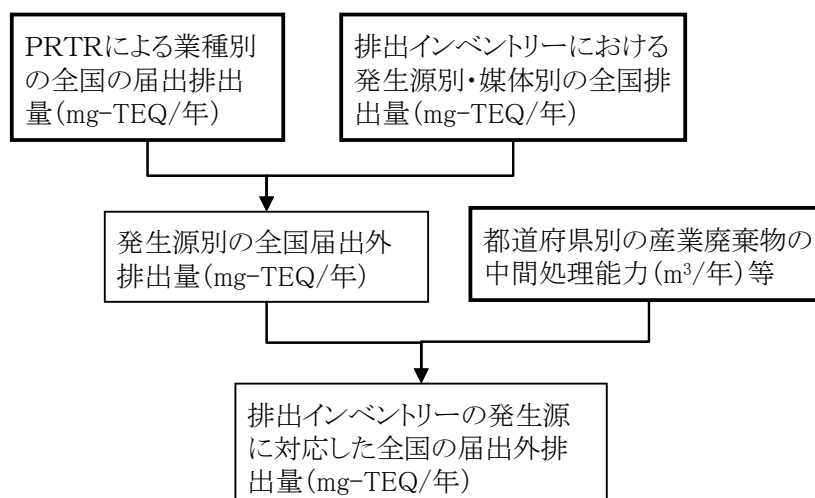 PRTRによる業種別
の全国の届出排出
量(mg-TEQ/年)
排出インベントリーにおける
発生源別・媒体別の全国排
出量(mg-TEQ/年)
発生源別の全国届出外
排出量(mg-TEQ/年)
都道府県別の産業廃棄物の
中間処理能力(m³/年)等
排出インベントリーの発生源
に対応した全国の届出外排
出量(mg-TEQ/年)